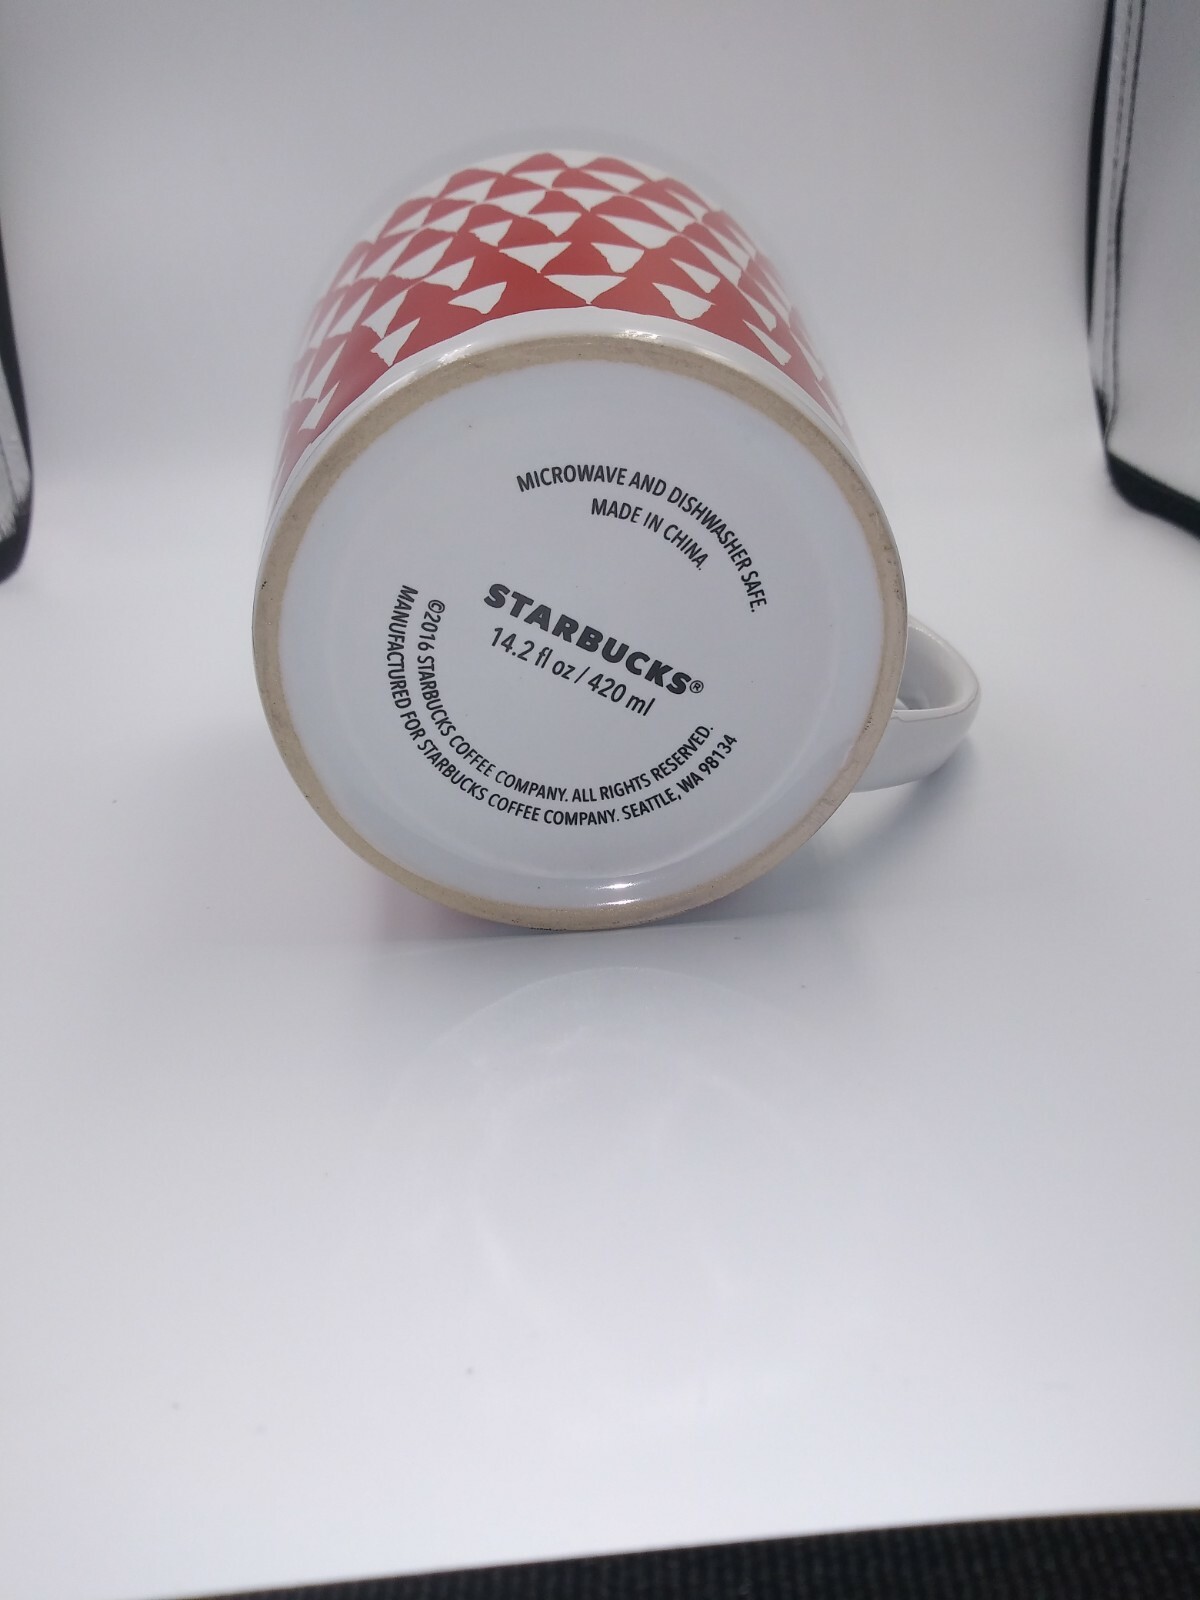 MICROWAVE AND DISHWASHER SAFE.
MADE IN CHINA.
STARBUCKS®
14.2 fl oz / 420 ml
©2016 STARBUCKS COFFEE COMPANY. ALL RIGHTS RESERVED.
MANUFACTURED FOR STARBUCKS COFFEE COMPANY. SEATTLE, WA 98134